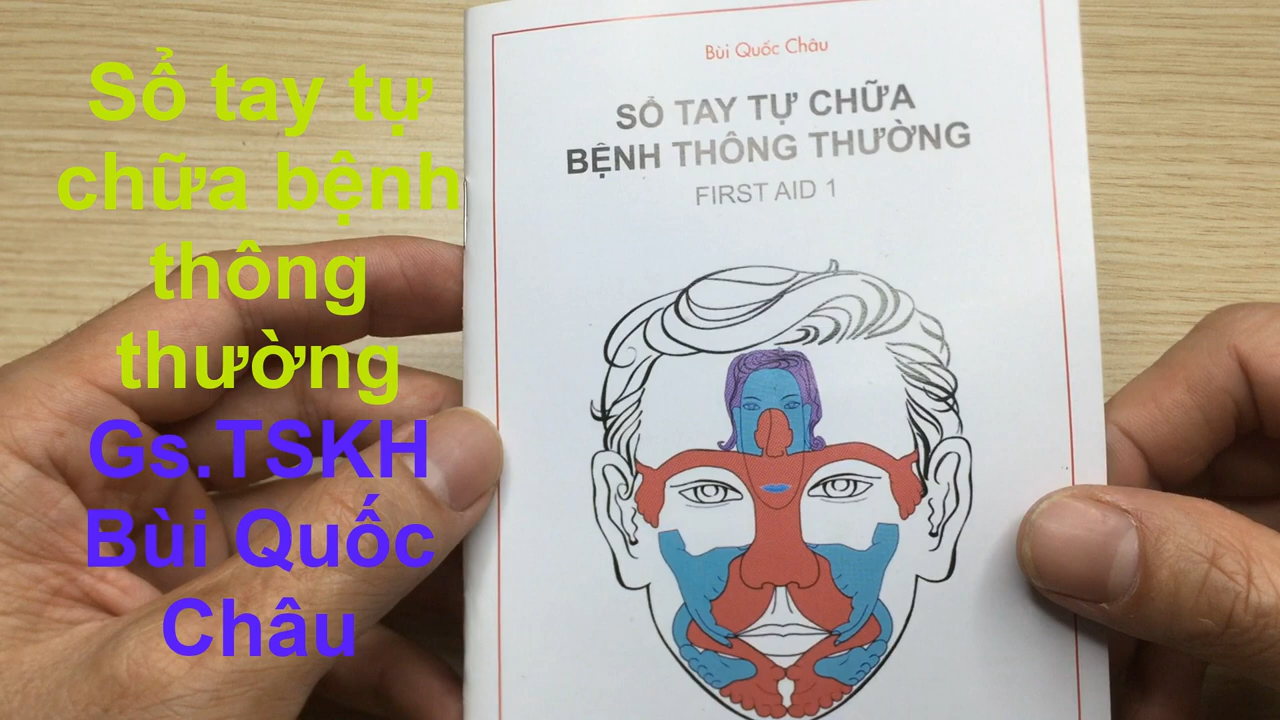 Sổ tay tự
chữa bệnh
thông
thường
Gs.TSKH
Bùi Quốc
Châu
Bùi Quốc Châu
SỔ TAY TỰ CHỮA
BỆNH THÔNG THƯỜNG
FIRST AID 1